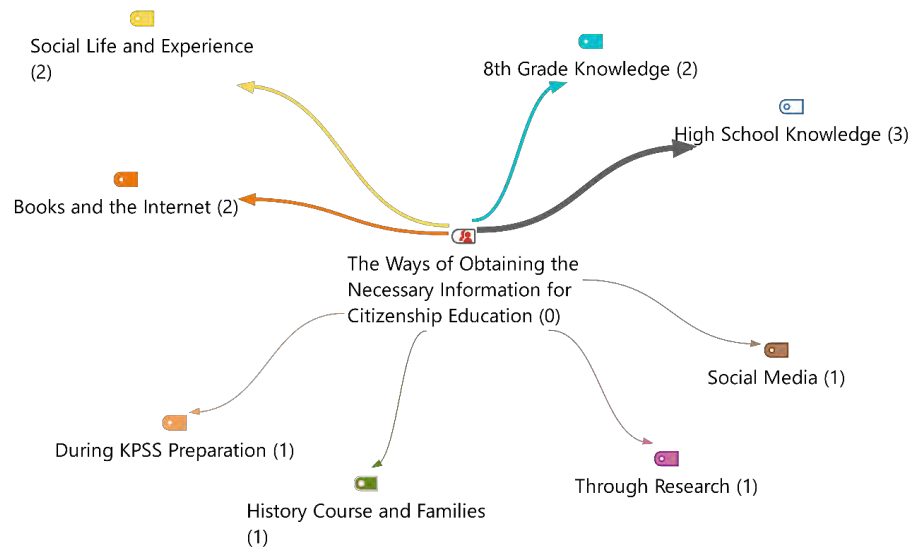 Social Life and Experience
(2)
8th Grade Knowledge (2)
High School Knowledge (3)
Books and the Internet (2)
The Ways of Obtaining the
Necessary Information for
Citizenship Education (0)
Social Media (1)
During KPSS Preparation (1)
Through Research (1)
History Course and Families
(1)